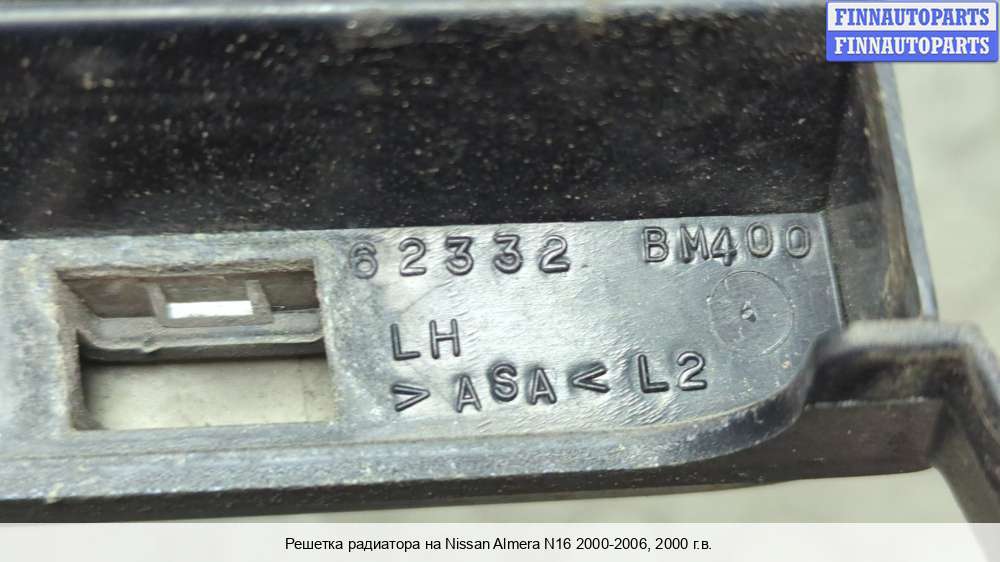 FINNAUTOPARTS
FINNAUTOPARTS
62332 BM400
LH
>ASA< L2
Решетка радиатора на Nissan Almera N16 2000-2006, 2000 г.в.